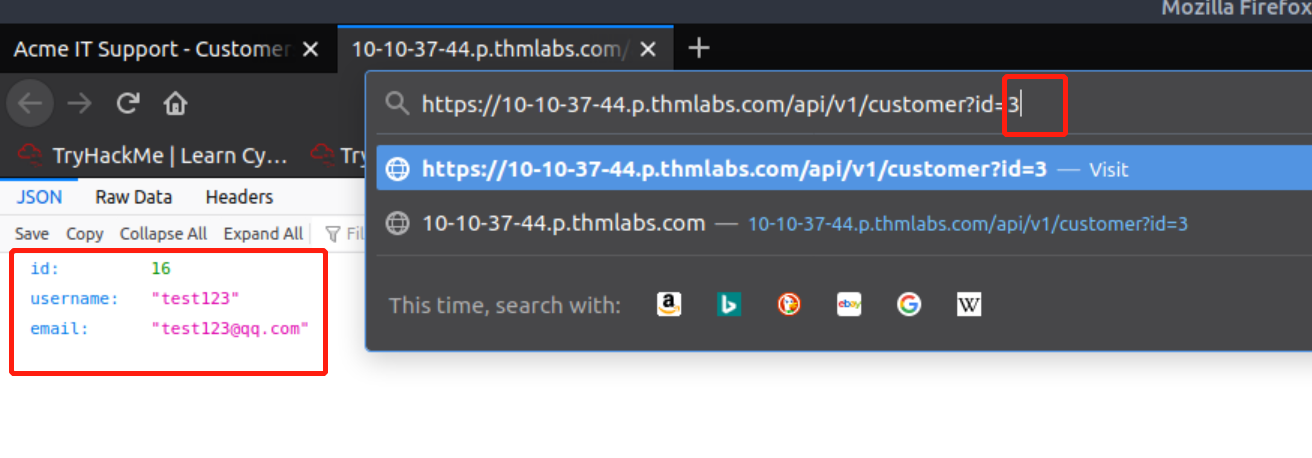 Mozilla Firefox
Acme IT Support - Customer
10-10-37-44.p.thmlabs.com/
https://10-10-37-44.p.thmlabs.com/api/v1/customer?id=3
https://10-10-37-44.p.thmlabs.com/api/v1/customer?id=3 — Visit
10-10-37-44.p.thmlabs.com — 10-10-37-44.p.thmlabs.com/api/v1/customer?id=3
This time, search with: a b ebay G W
TryHackMe | Learn Cy... Try
JSON Raw Data Headers
Save Copy Collapse All Expand All Fil
id: 16
username: "test123"
email: "test123@qq.com"